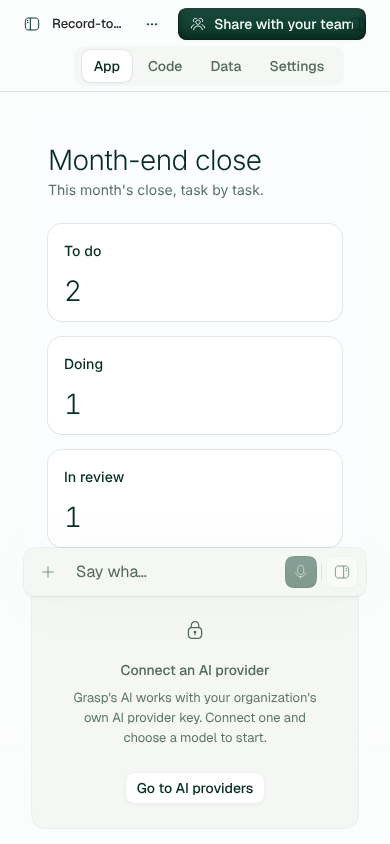 Record-to...
Share with your team
App
Code
Data
Settings
Month-end close
This month's close, task by task.
To do
2
Doing
1
In review
1
Say wha...
Connect an AI provider
Grasp's AI works with your organization's
own AI provider key. Connect one and
choose a model to start.
Go to AI providers